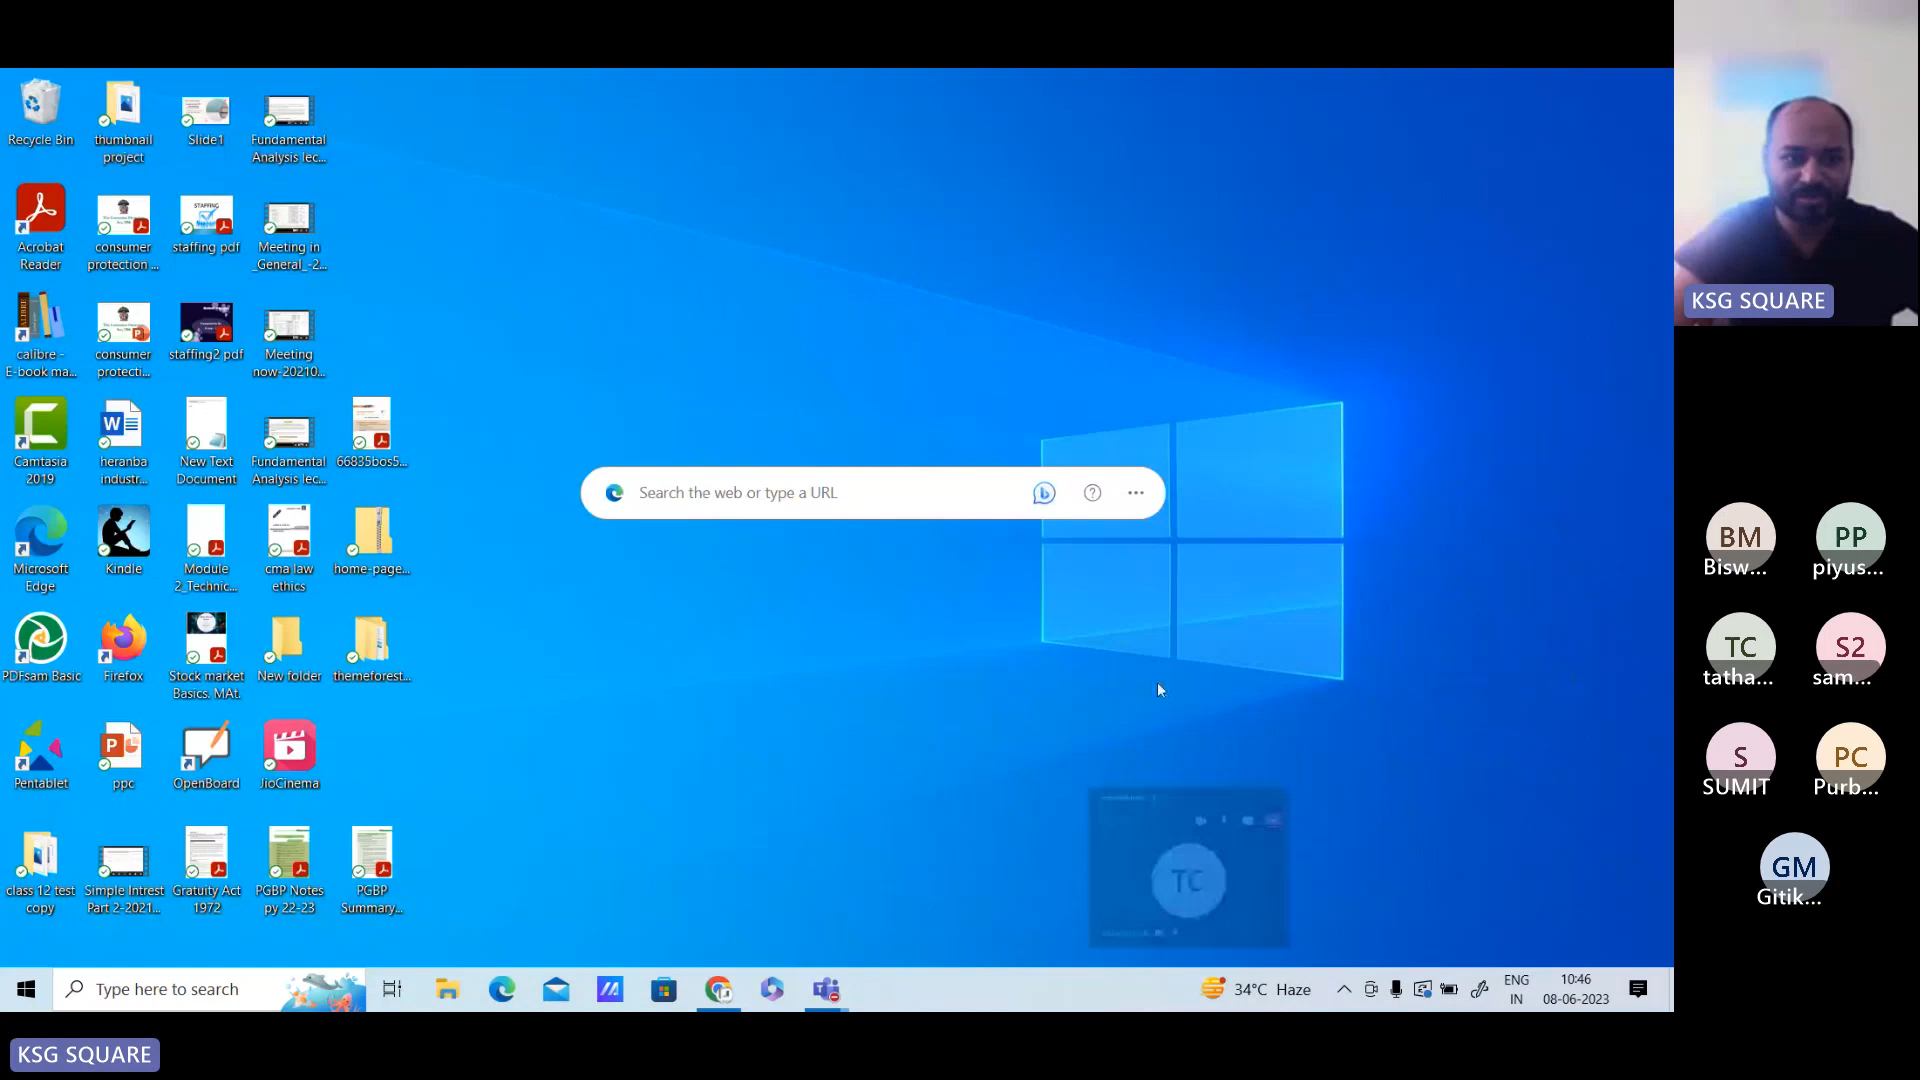 Recycle Bin
thumbnail
project
Slide1
Fundamental
Analysis lec...
Acrobat
Reader
consumer
protection ...
STAFFING
staffing pdf
Meeting in
_General_-2...
calibre -
E-book ma...
consumer
protecti...
staffing2 pdf
Meeting
now-20210...
Camtasia
2019
heranba
industr...
New Text
Document
Fundamental
Analysis lec...
66835bos5...
Search the web or type a URL
Microsoft
Edge
Kindle
Module
2_Technic...
cma law
ethics
home-page...
PDFsam Basic
Firefox
Stock market
Basics. MAt.
New folder
themeforest...
Pentablet
ppc
OpenBoard
JioCinema
class 12 test
copy
Simple Intrest
Part 2-2021...
Gratuity Act
1972
PGBP Notes
py 22-23
PGBP
Summary...
TC
Type here to search
34°C Haze
ENG
IN
10:46
08-06-2023
KSG SQUARE
BM
Bisw...
PP
piyus...
TC
tatha...
S2
sam...
S
SUMIT
PC
Purb...
GM
Gitik...
KSG SQUARE